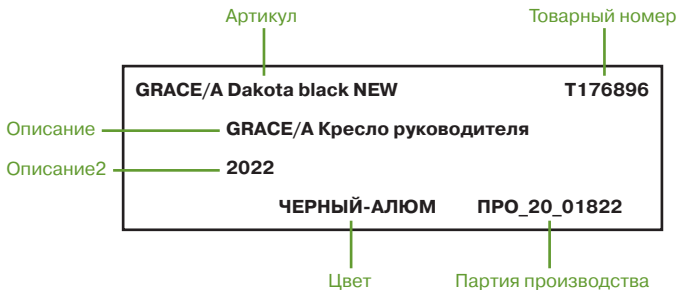 Артикул Товарный номер
GRACE/A Dakota black NEW T176896
Описание GRACE/A Кресло руководителя
Описание2 2022
ЧЕРНЫЙ-АЛЮМ ПРО_20_01822
Цвет Партия производства